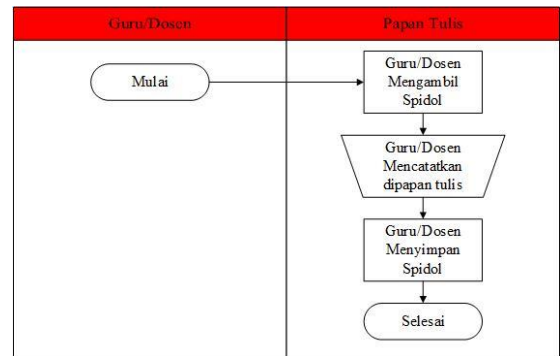 Guru/Dosen
Papan Tulis
Mulai
Guru/Dosen
Mengambil
Spidol
Guru/Dosen
Mencatatkan
dipapan tulis
Guru/Dosen
Menyimpan
Spidol
Selesai